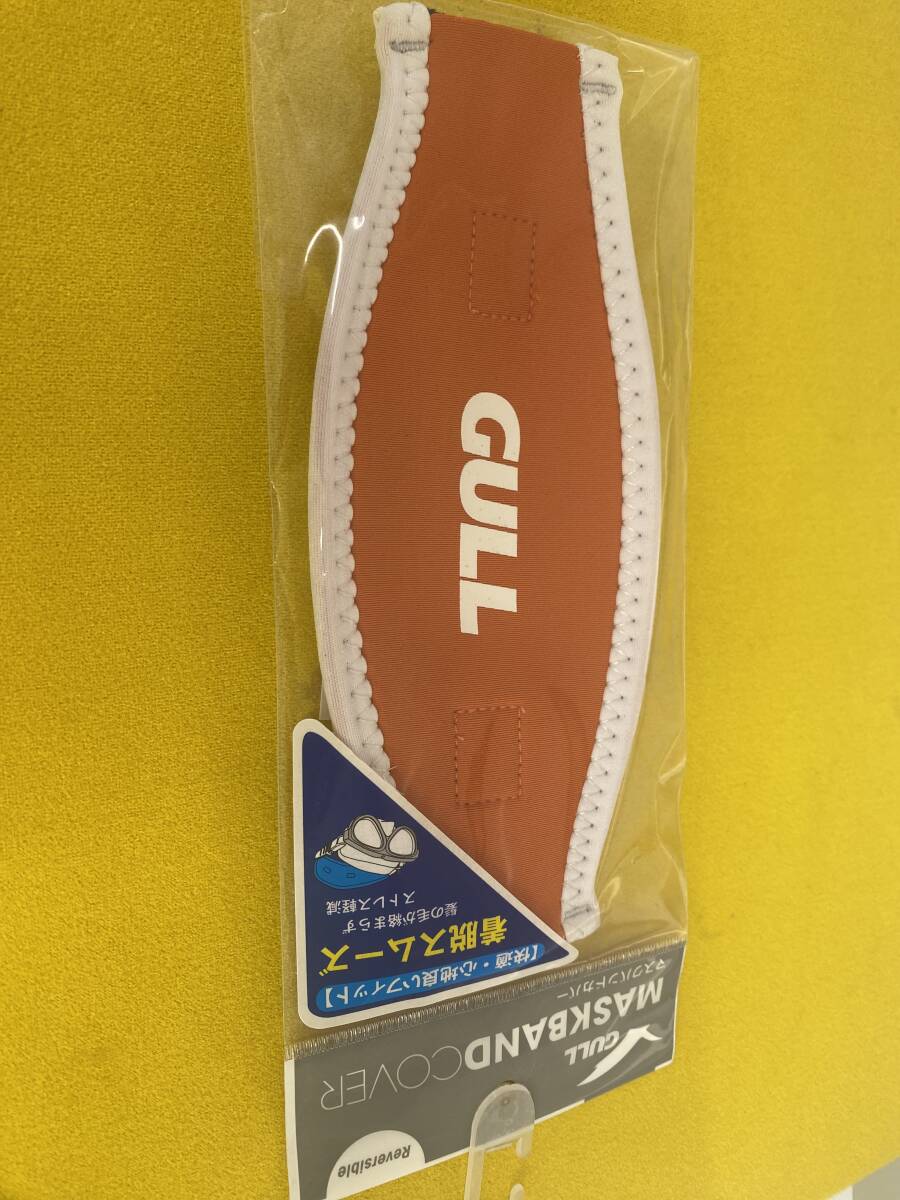 Reversible
GULL
MASKBANDCOVER
マスクバンドカバー
【快適・心地良いフィット】
着脱スムーズ
髪の毛が絡まらず
ストレス軽減
GULL